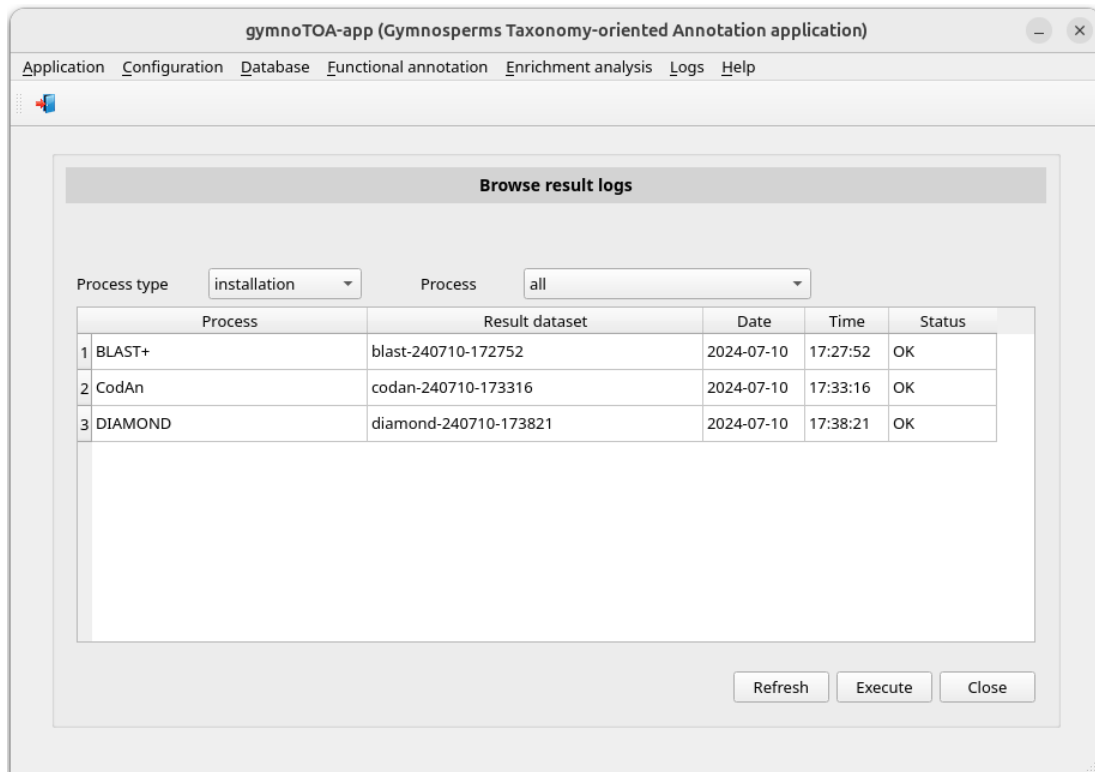 gymnoTOA-app (Gymnosperms Taxonomy-oriented Annotation application)
Application Configuration Database Functional annotation Enrichment analysis Logs Help
Browse result logs
Process type installation Process all
Process Result dataset Date Time Status
1 BLAST+ blast-240710-172752 2024-07-10 17:27:52 OK
2 CodAn codan-240710-173316 2024-07-10 17:33:16 OK
3 DIAMOND diamond-240710-173821 2024-07-10 17:38:21 OK
Refresh Execute Close